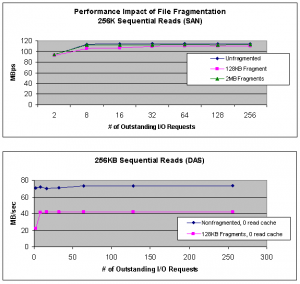 Performance Impact of File Fragmentation
256K Sequential Reads (SAN)
120
100
80
60
40
20
0
MBps
Unfragmented
128KB Fragment
2MB Fragments
2 8 16 32 64 128 256
# of Outstanding I/O Requests
256KB Sequential Reads (DAS)
80
60
40
20
0
MB/sec
Nonfragmented, 0 read cache
128KB Fragments, 0 read cache
0 50 100 150 200 250 300
# of Outstanding I/O Requests